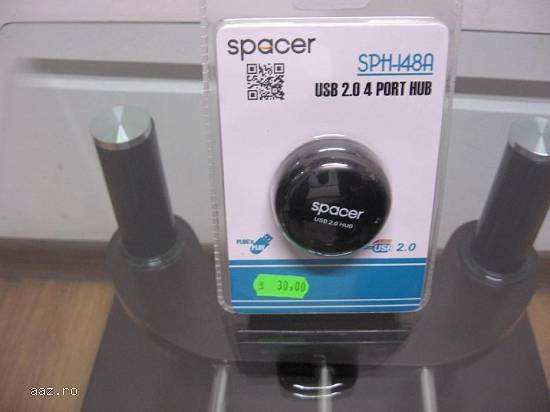 spacer
SPH-148A
USB 2.0 4 PORT HUB
spacer
USB 2.0 HUB
PLUG'n
PLAY
USB 2.0
30,00
aaz.ro